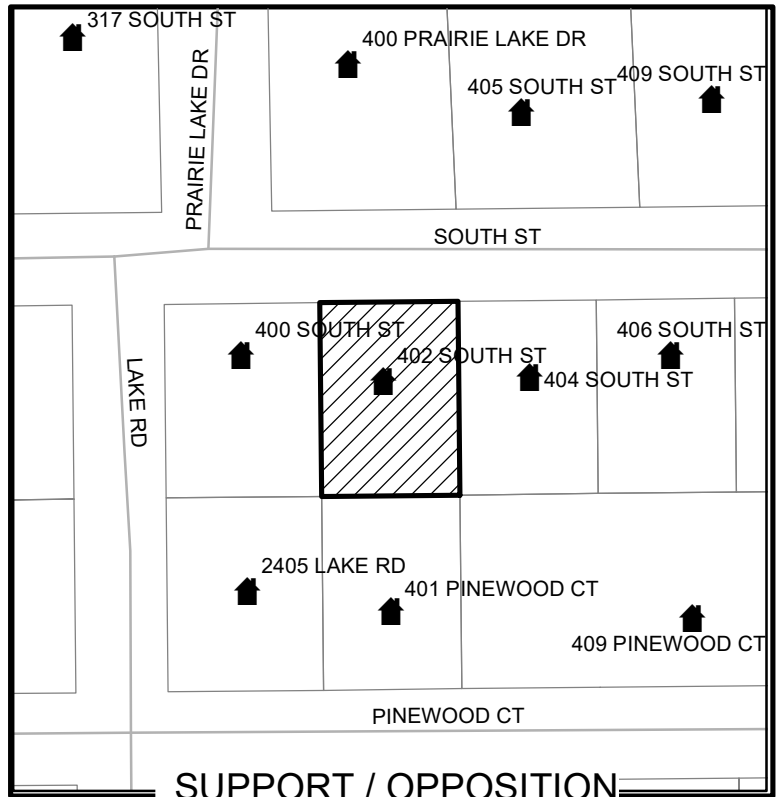 317 SOUTH ST
400 PRAIRIE LAKE DR
405 SOUTH ST
409 SOUTH ST
PRAIRIE LAKE DR
SOUTH ST
400 SOUTH ST
402 SOUTH ST
404 SOUTH ST
406 SOUTH ST
LAKE RD
2405 LAKE RD
401 PINEWOOD CT
409 PINEWOOD CT
PINEWOOD CT
SUPPORT / OPPOSITION